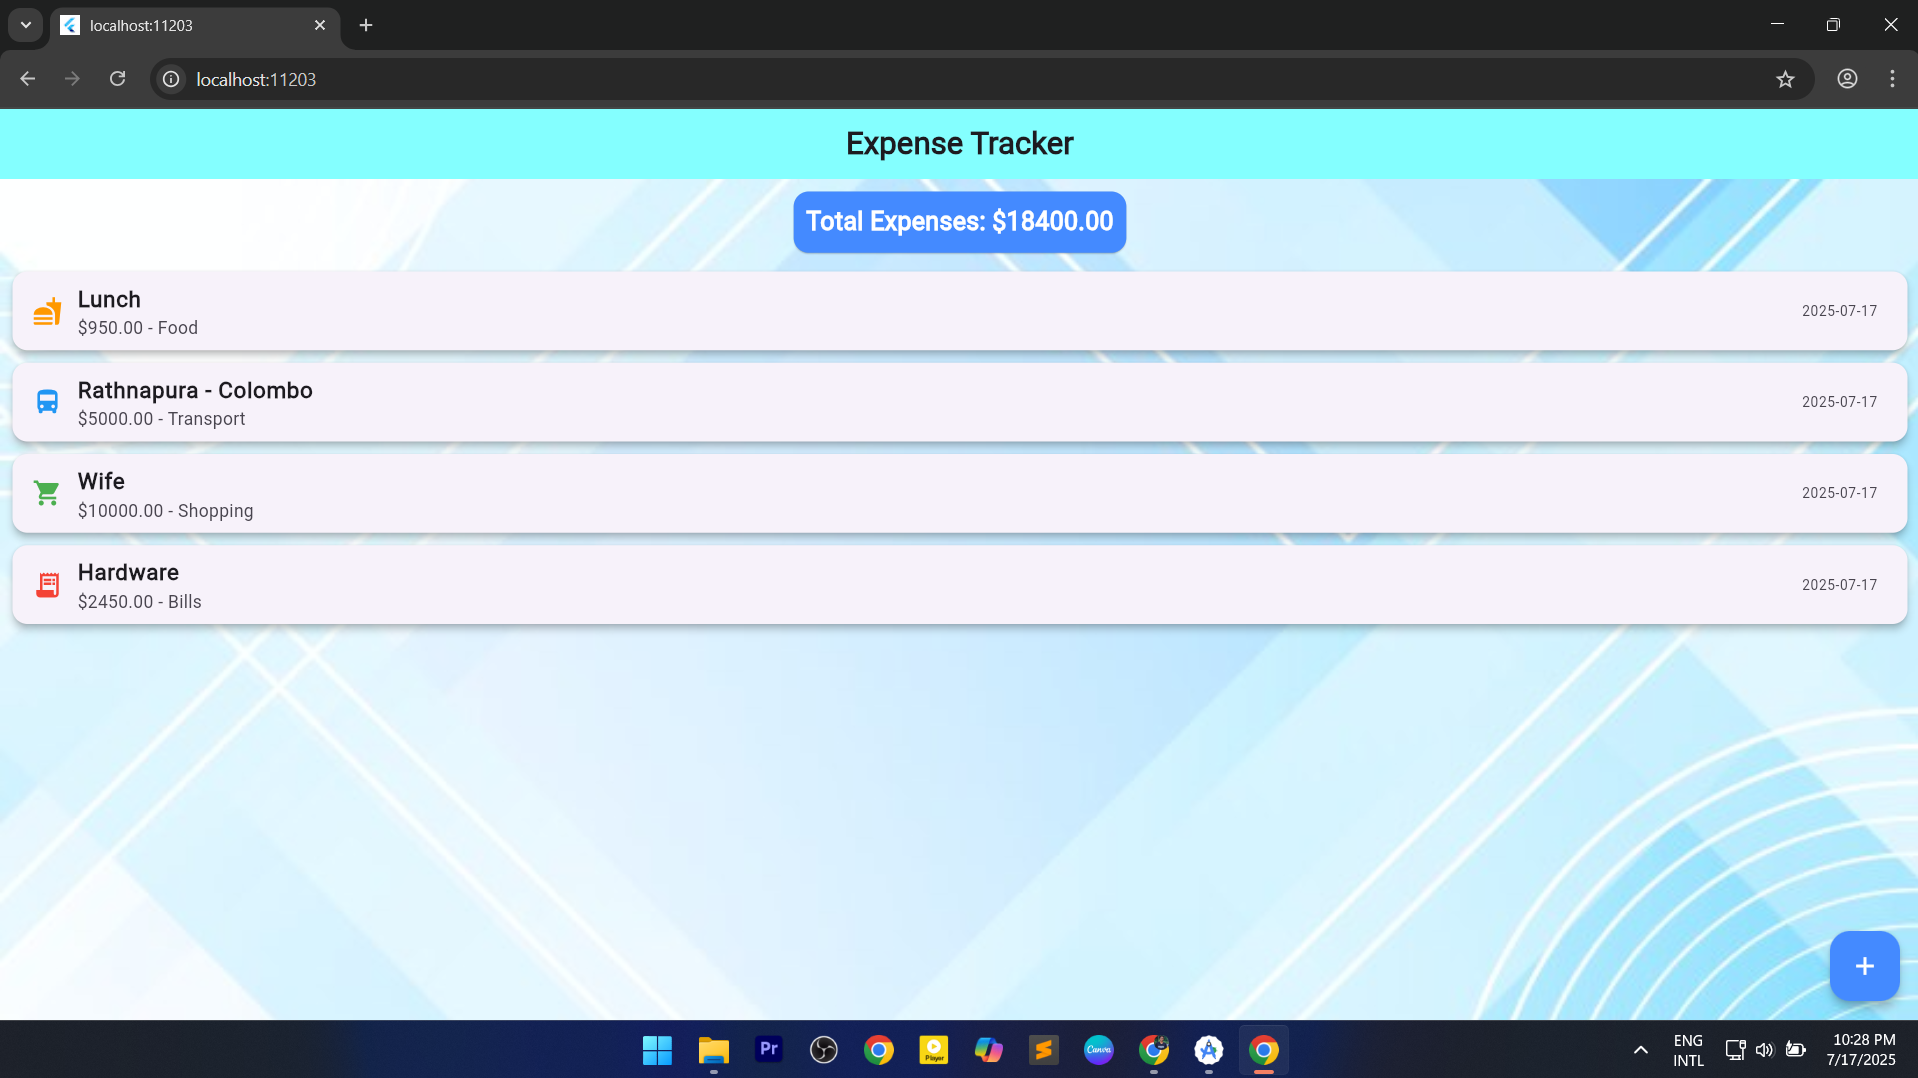 localhost:11203
localhost:11203
Expense Tracker
Total Expenses: $18400.00
Lunch
$950.00 - Food
2025-07-17
Rathnapura - Colombo
$5000.00 - Transport
2025-07-17
Wife
$10000.00 - Shopping
2025-07-17
Hardware
$2450.00 - Bills
2025-07-17
Pr
Player
Canva
ENG
INTL
10:28 PM
7/17/2025